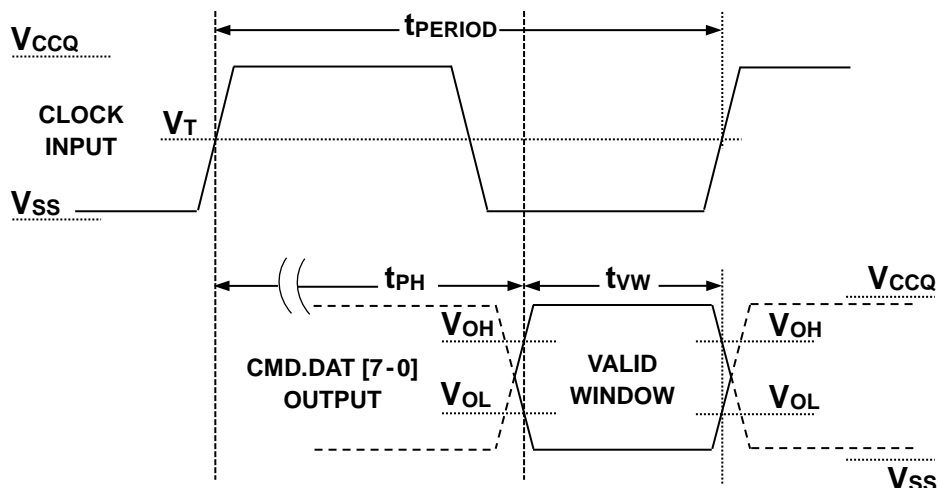 tPERIOD
VCCQ
CLOCK
INPUT
VT
VSS
tPH
tVW
VCCQ
VOH
VOH
CMD.DAT [7-0]
OUTPUT
VALID
WINDOW
VOL
VOL
VSS